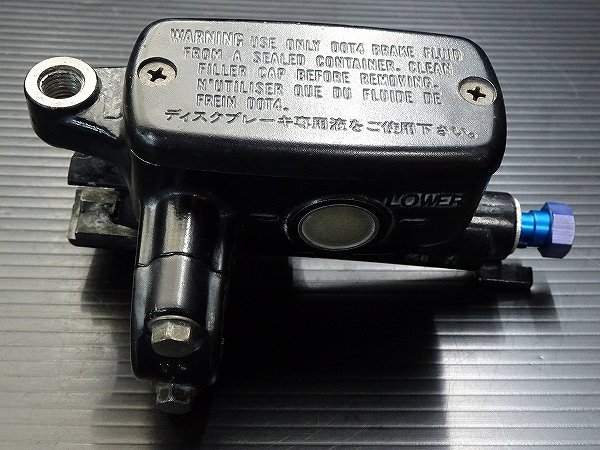 WARNING USE ONLY DOT4 BRAKE FLUID
FROM A SEALED CONTAINER. CLEAN
FILLER CAP BEFORE REMOVING.
N'UTILISER QUE DU FLUIDE DE
FREIN DOT4.
ディスクブレーキ専用液をご使用下さい。
LOWER